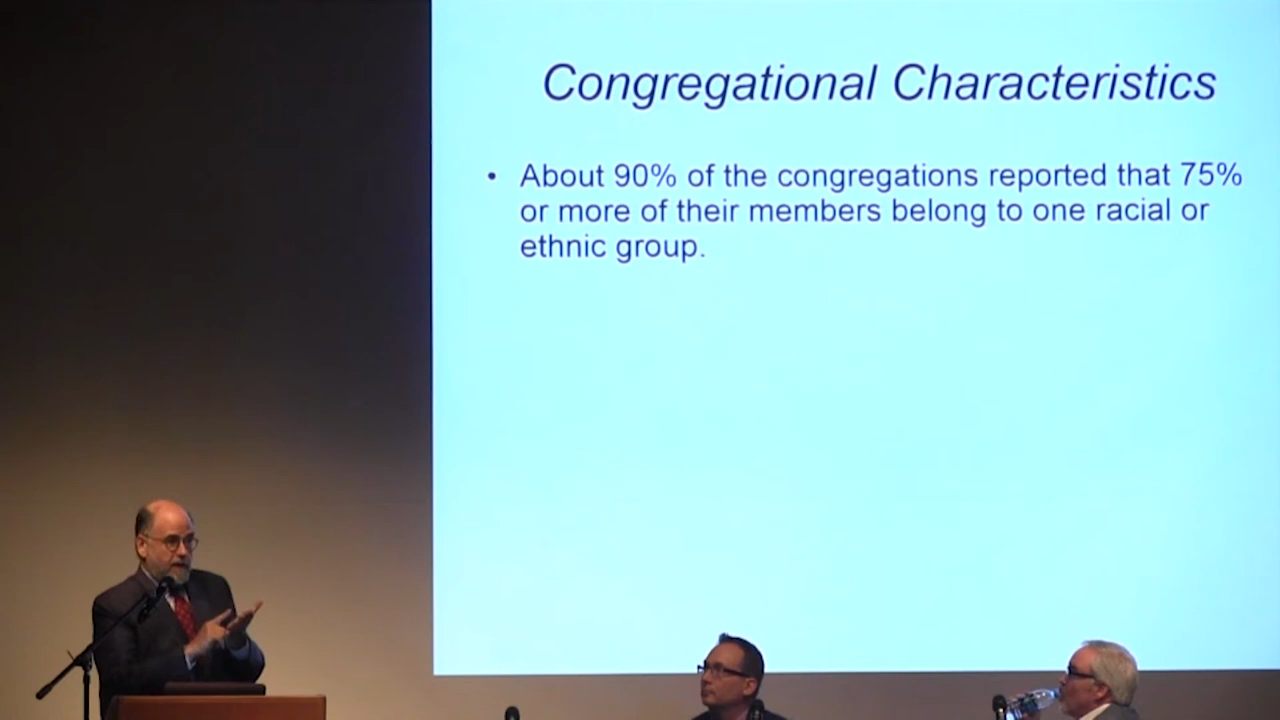 Congregational Characteristics
• About 90% of the congregations reported that 75%
or more of their members belong to one racial or
ethnic group.